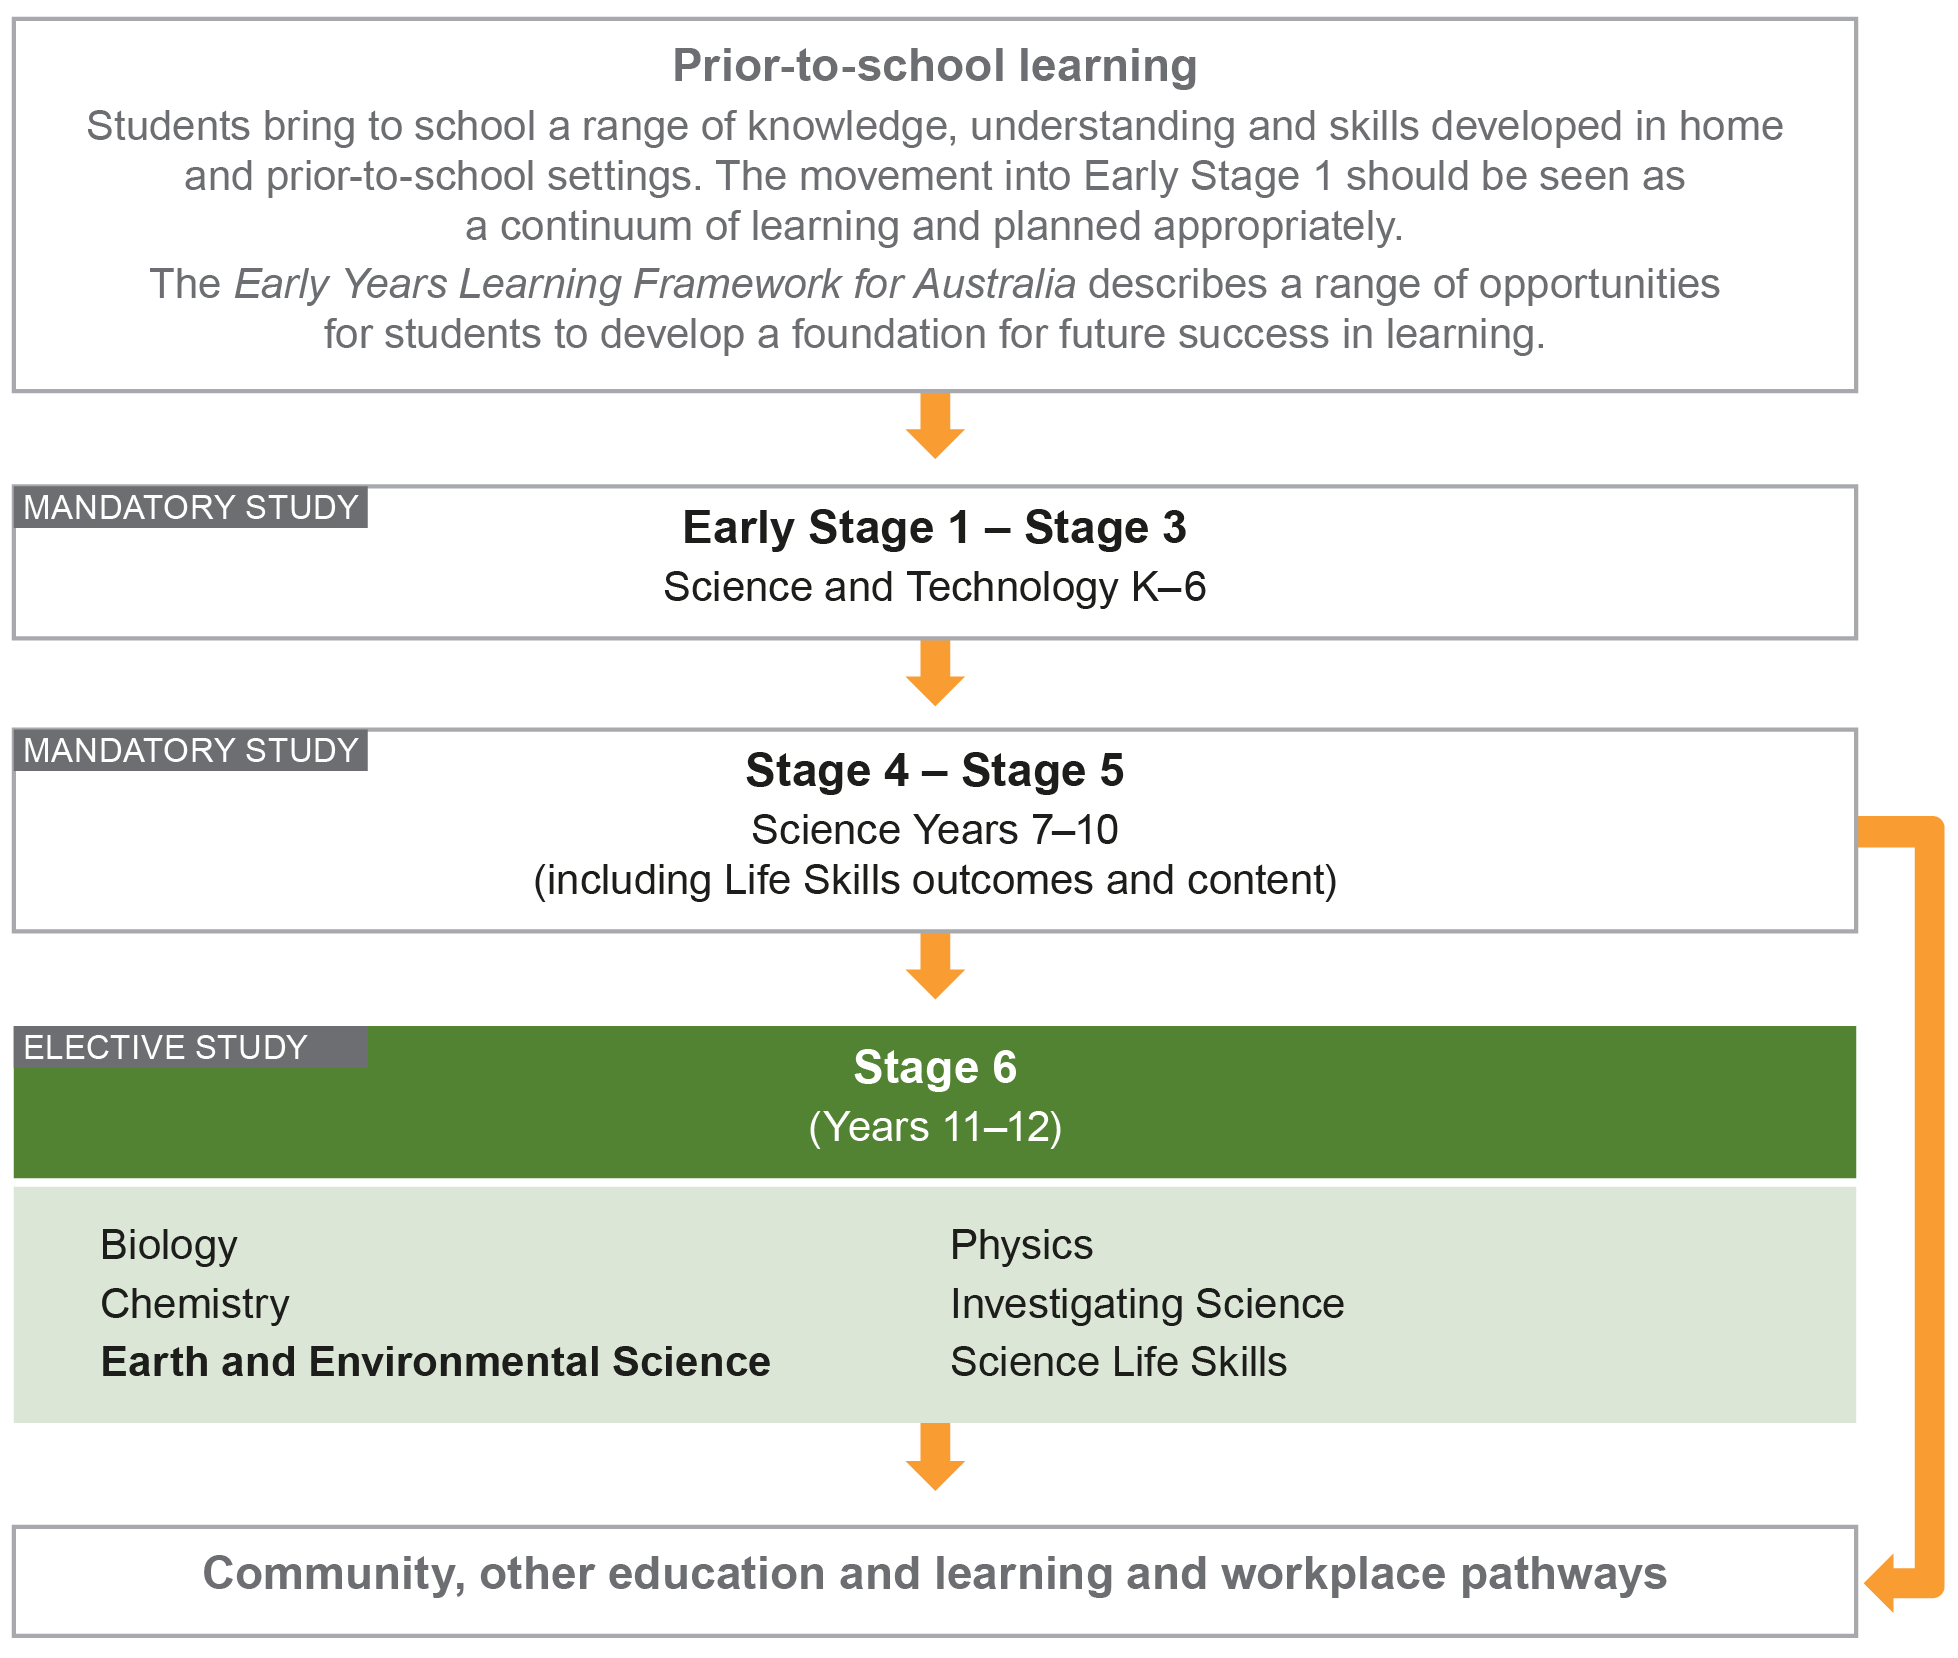 Prior-to-school learning
Students bring to school a range of knowledge, understanding and skills developed in home
and prior-to-school settings. The movement into Early Stage 1 should be seen as
a continuum of learning and planned appropriately.
The Early Years Learning Framework for Australia describes a range of opportunities
for students to develop a foundation for future success in learning.
MANDATORY STUDY
Early Stage 1 – Stage 3
Science and Technology K–6
MANDATORY STUDY
Stage 4 – Stage 5
Science Years 7–10
(including Life Skills outcomes and content)
ELECTIVE STUDY
Stage 6
(Years 11–12)
Biology
Chemistry
Earth and Environmental Science
Physics
Investigating Science
Science Life Skills
Community, other education and learning and workplace pathways